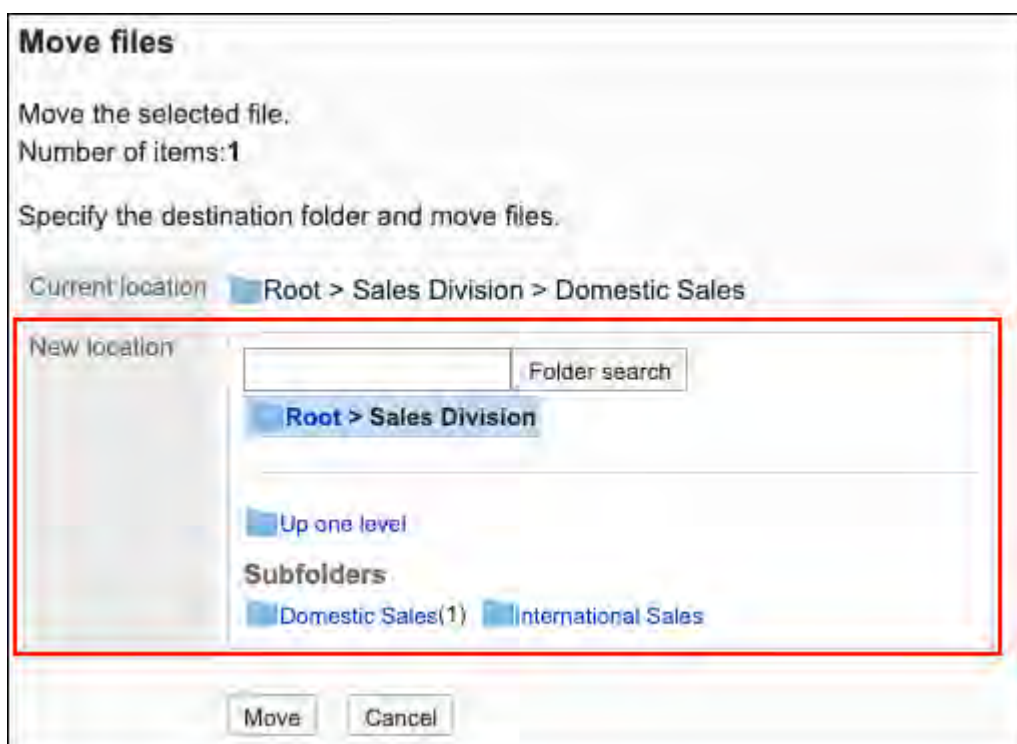 Move files
Move the selected file.
Number of items:1
Specify the destination folder and move files.
Current location Root > Sales Division > Domestic Sales
New location
Folder search
Root > Sales Division
Up one level
Subfolders
Domestic Sales(1) International Sales
Move Cancel